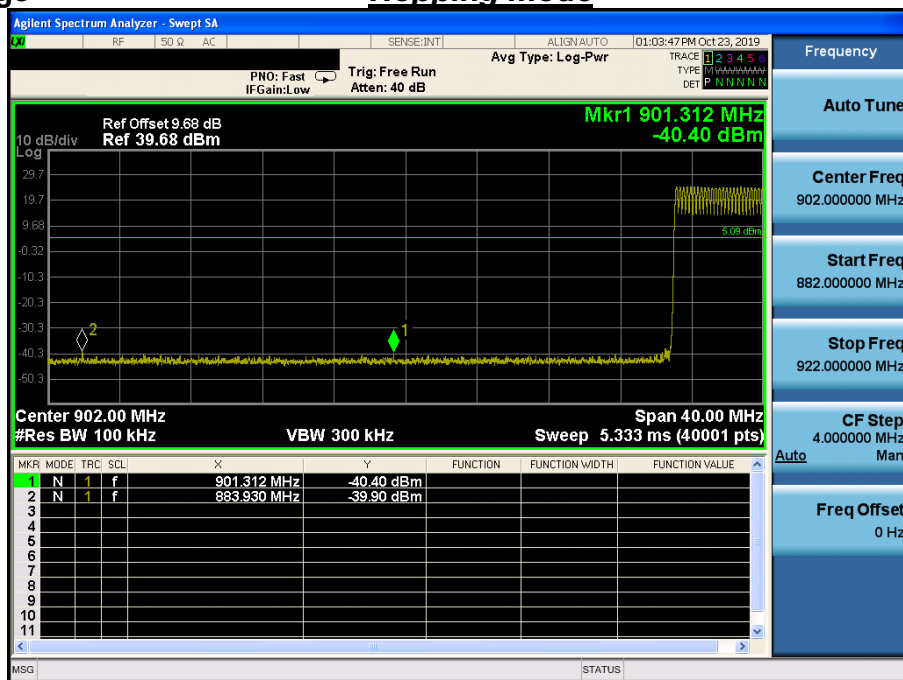 Hopping Mode
Agilent Spectrum Analyzer - Swept SA
LXI RF 50 Ω AC SENSE:INT ALIGN AUTO 01:03:47 PM Oct 23, 2019
PNO: Fast Trig: Free Run Avg Type: Log-Pwr TRACE 1 2 3 4 5 6
IFGain:Low Atten: 40 dB TYPE M WWWWW
DET P N N N N N
Mkr1 901.312 MHz
-40.40 dBm
Ref Offset 9.68 dB
10 dB/div Ref 39.68 dBm
Log
29.7
19.7
9.68
5.09 dBm
-0.32
-10.3
-20.3
-30.3
-40.3
-50.3
2
1
Center 902.00 MHz Span 40.00 MHz
#Res BW 100 kHz VBW 300 kHz Sweep 5.333 ms (40001 pts)
MKR MODE TRC SCL X Y FUNCTION FUNCTION WIDTH FUNCTION VALUE
1 N 1 f 901.312 MHz -40.40 dBm
2 N 1 f 883.930 MHz -39.90 dBm
3
4
5
6
7
8
9
10
11
MSG STATUS
Frequency
Auto Tune
Center Freq
902.000000 MHz
Start Freq
882.000000 MHz
Stop Freq
922.000000 MHz
CF Step
4.000000 MHz
Auto Man
Freq Offset
0 Hz